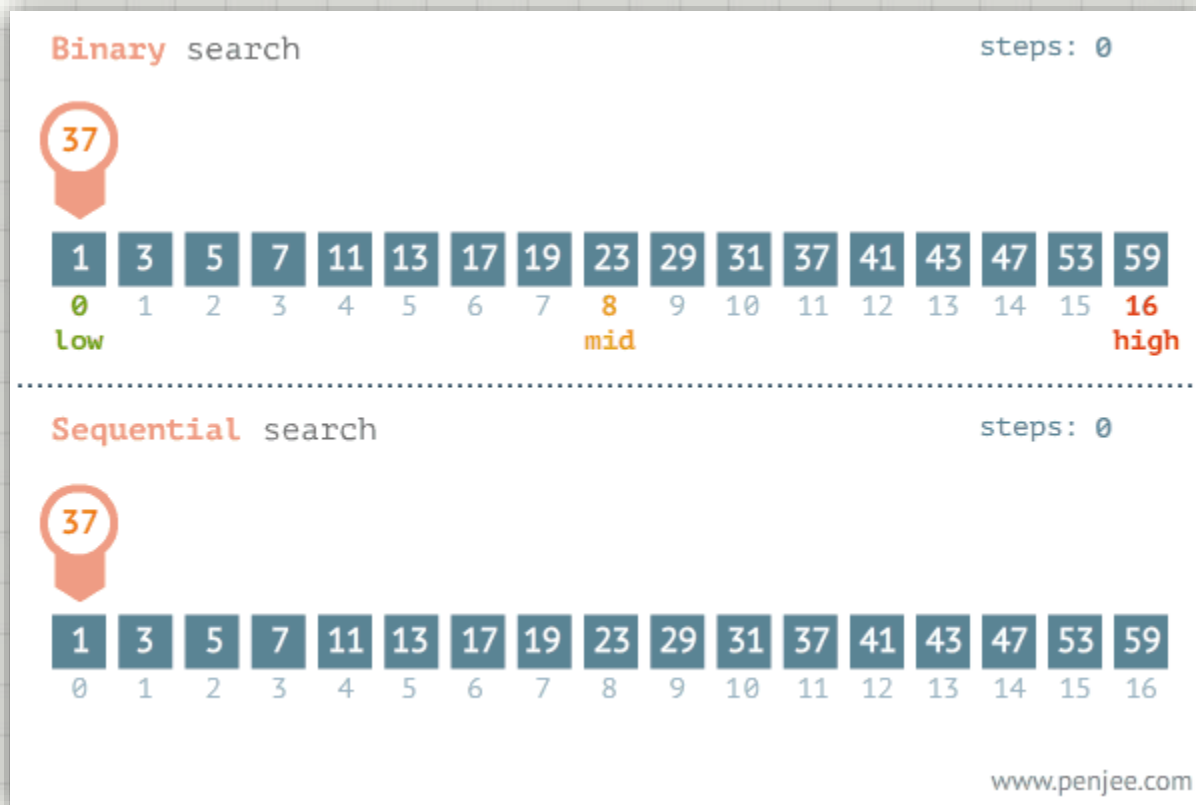 Binary search steps: 0
37
1 3 5 7 11 13 17 19 23 29 31 37 41 43 47 53 59
0 1 2 3 4 5 6 7 8 9 10 11 12 13 14 15 16
low mid high
Sequential search steps: 0
37
1 3 5 7 11 13 17 19 23 29 31 37 41 43 47 53 59
0 1 2 3 4 5 6 7 8 9 10 11 12 13 14 15 16
www.penjee.com